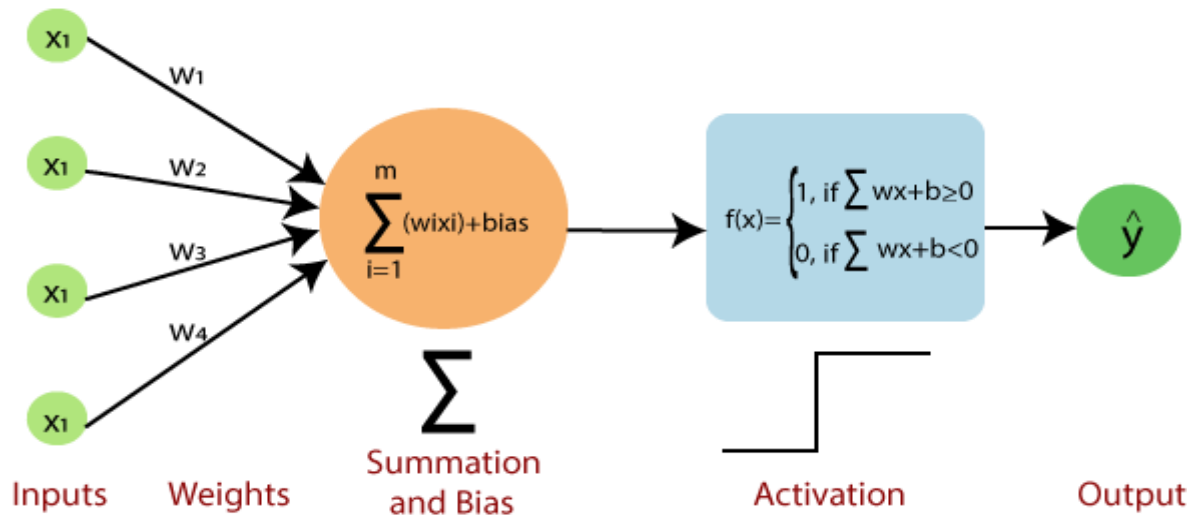 x₁
x₁
x₁
x₁
w₁
w₂
w₃
w₄
m
∑(wixi)+bias
i=1
f(x)={1, if ∑ wx+b≥0
0, if ∑ wx+b<0
ŷ
∑
Inputs
Weights
Summation
and Bias
Activation
Output